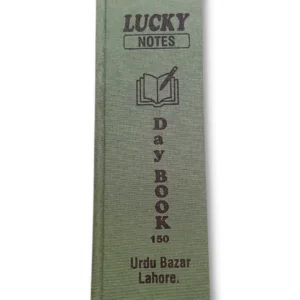 LUCKY
NOTES
Day BOOK
150
Urdu Bazar
Lahore.